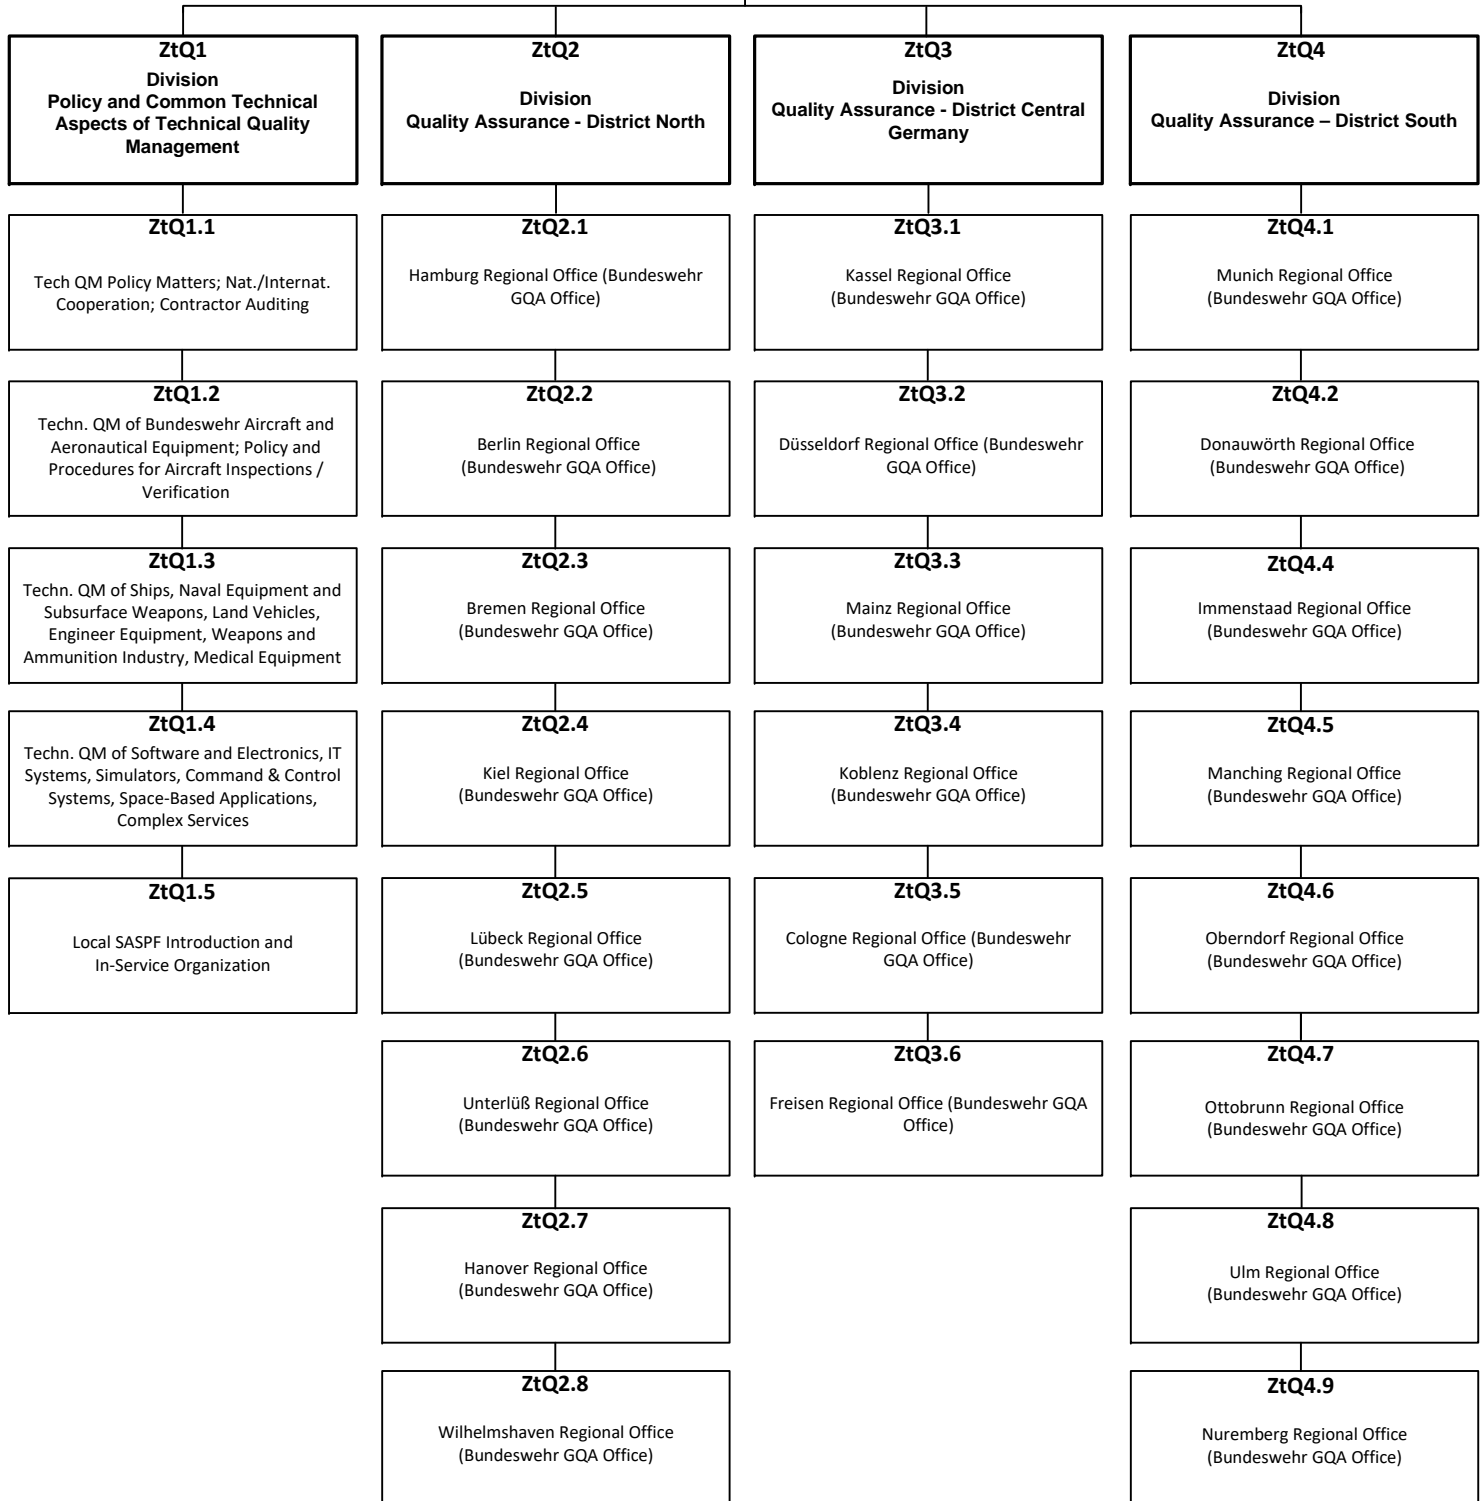 ZtQ1
Division
Policy and Common Technical
Aspects of Technical Quality
Management
ZtQ2
Division
Quality Assurance - District North
ZtQ3
Division
Quality Assurance - District Central
Germany
ZtQ4
Division
Quality Assurance – District South
ZtQ1.1
Tech QM Policy Matters; Nat./Internat.
Cooperation; Contractor Auditing
ZtQ2.1
Hamburg Regional Office (Bundeswehr
GQA Office)
ZtQ3.1
Kassel Regional Office
(Bundeswehr GQA Office)
ZtQ4.1
Munich Regional Office
(Bundeswehr GQA Office)
ZtQ1.2
Techn. QM of Bundeswehr Aircraft and
Aeronautical Equipment; Policy and
Procedures for Aircraft Inspections /
Verification
ZtQ2.2
Berlin Regional Office
(Bundeswehr GQA Office)
ZtQ3.2
Düsseldorf Regional Office (Bundeswehr
GQA Office)
ZtQ4.2
Donauwörth Regional Office
(Bundeswehr GQA Office)
ZtQ1.3
Techn. QM of Ships, Naval Equipment and
Subsurface Weapons, Land Vehicles,
Engineer Equipment, Weapons and
Ammunition Industry, Medical Equipment
ZtQ2.3
Bremen Regional Office
(Bundeswehr GQA Office)
ZtQ3.3
Mainz Regional Office
(Bundeswehr GQA Office)
ZtQ4.4
Immenstaad Regional Office
(Bundeswehr GQA Office)
ZtQ1.4
Techn. QM of Software and Electronics, IT
Systems, Simulators, Command & Control
Systems, Space-Based Applications,
Complex Services
ZtQ2.4
Kiel Regional Office
(Bundeswehr GQA Office)
ZtQ3.4
Koblenz Regional Office
(Bundeswehr GQA Office)
ZtQ4.5
Manching Regional Office
(Bundeswehr GQA Office)
ZtQ1.5
Local SASPF Introduction and
In-Service Organization
ZtQ2.5
Lübeck Regional Office
(Bundeswehr GQA Office)
ZtQ3.5
Cologne Regional Office (Bundeswehr
GQA Office)
ZtQ4.6
Oberndorf Regional Office
(Bundeswehr GQA Office)
ZtQ2.6
Unterlüß Regional Office
(Bundeswehr GQA Office)
ZtQ3.6
Freisen Regional Office (Bundeswehr GQA
Office)
ZtQ4.7
Ottobrunn Regional Office
(Bundeswehr GQA Office)
ZtQ2.7
Hanover Regional Office
(Bundeswehr GQA Office)
ZtQ4.8
Ulm Regional Office
(Bundeswehr GQA Office)
ZtQ2.8
Wilhelmshaven Regional Office
(Bundeswehr GQA Office)
ZtQ4.9
Nuremberg Regional Office
(Bundeswehr GQA Office)